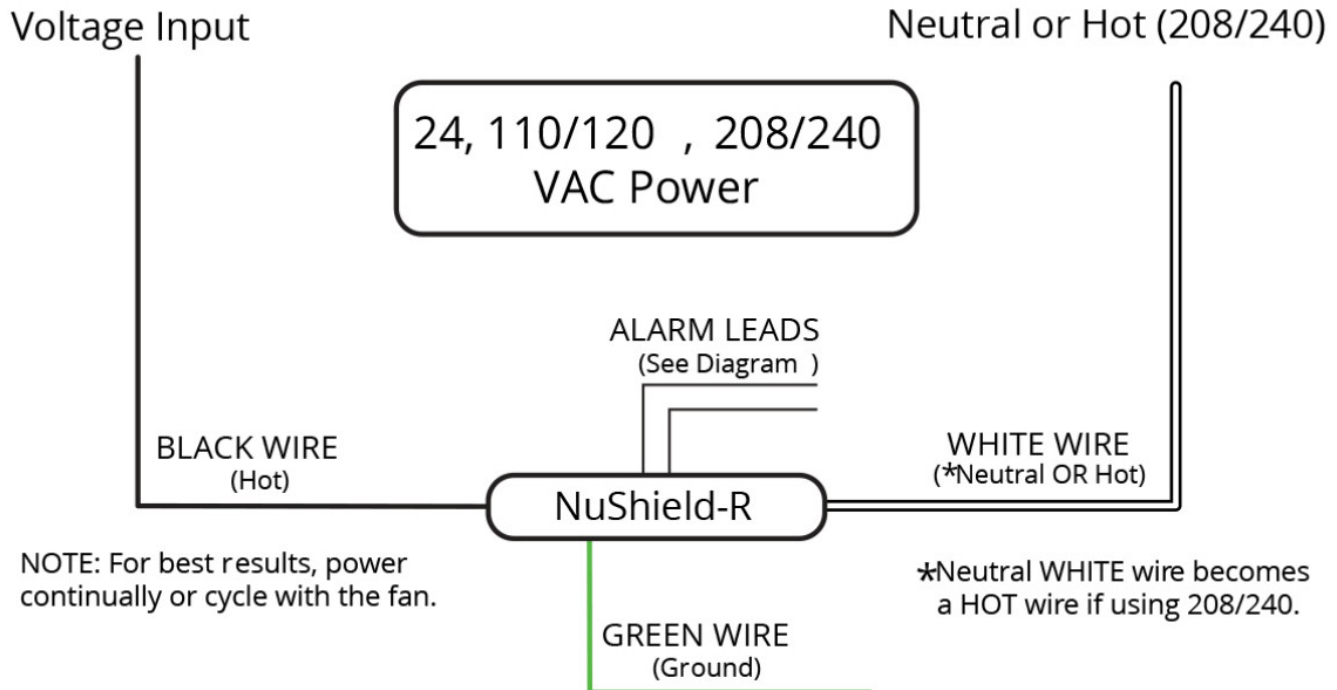 Voltage Input
Neutral or Hot (208/240)
24, 110/120 , 208/240
VAC Power
ALARM LEADS
(See Diagram )
BLACK WIRE
(Hot)
WHITE WIRE
(*Neutral OR Hot)
NuShield-R
NOTE: For best results, power
continually or cycle with the fan.
*Neutral WHITE wire becomes
a HOT wire if using 208/240.
GREEN WIRE
(Ground)